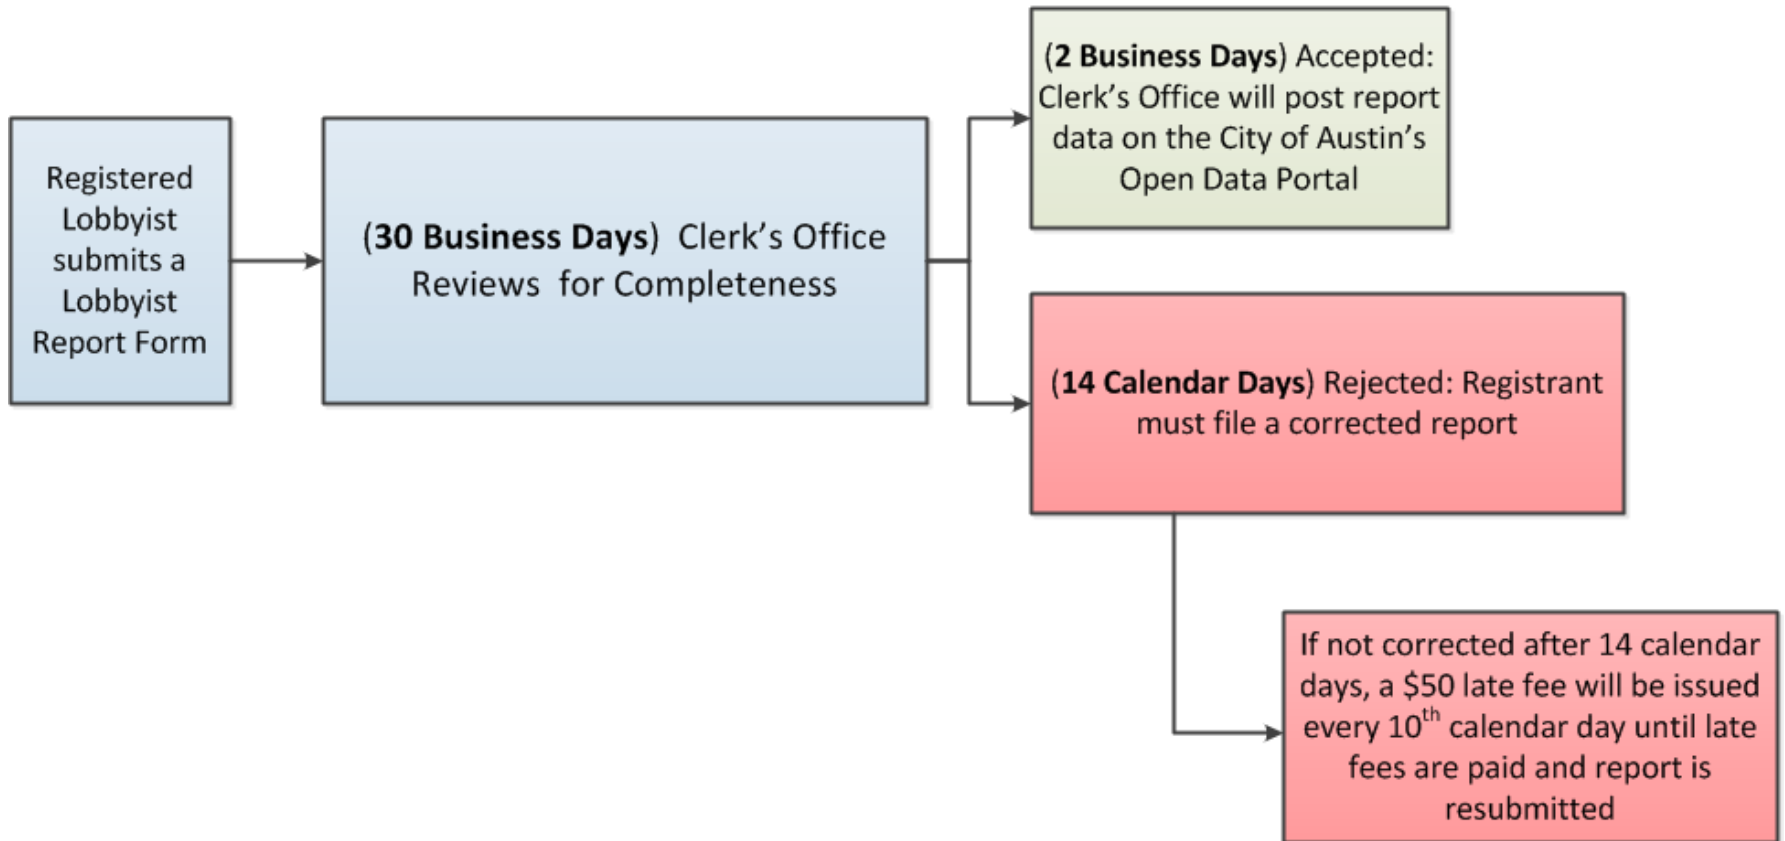 Registered
Lobbyist
submits a
Lobbyist
Report Form
(30 Business Days)  Clerk’s Office
Reviews  for Completeness
(2 Business Days) Accepted:
Clerk’s Office will post report
data on the City of Austin’s
Open Data Portal
(14 Calendar Days) Rejected: Registrant
must file a corrected report
If not corrected after 14 calendar
days, a $50 late fee will be issued
every 10th calendar day until late
fees are paid and report is
resubmitted